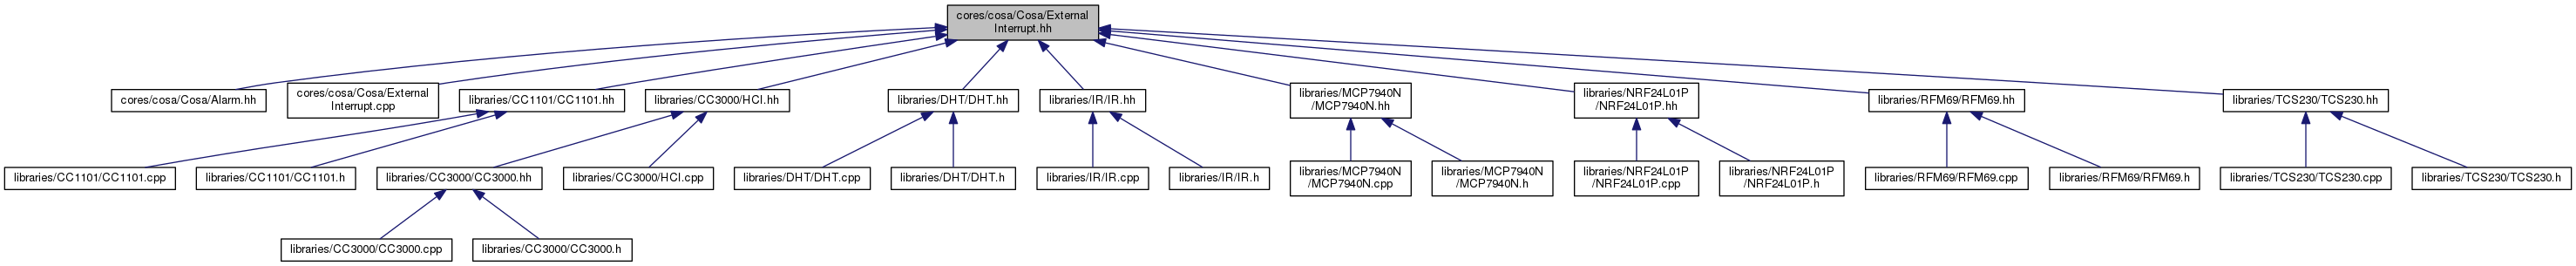 cores/cosa/Cosa/External
Interrupt.hh
cores/cosa/Cosa/Alarm.hh
cores/cosa/Cosa/External
Interrupt.cpp
libraries/CC1101/CC1101.hh
libraries/CC3000/HCI.hh
libraries/DHT/DHT.hh
libraries/IR/IR.hh
libraries/MCP7940N
/MCP7940N.hh
libraries/NRF24L01P
/NRF24L01P.hh
libraries/RFM69/RFM69.hh
libraries/TCS230/TCS230.hh
libraries/CC1101/CC1101.cpp
libraries/CC1101/CC1101.h
libraries/CC3000/CC3000.hh
libraries/CC3000/HCI.cpp
libraries/DHT/DHT.cpp
libraries/DHT/DHT.h
libraries/IR/IR.cpp
libraries/IR/IR.h
libraries/MCP7940N
/MCP7940N.cpp
libraries/MCP7940N
/MCP7940N.h
libraries/NRF24L01P
/NRF24L01P.cpp
libraries/NRF24L01P
/NRF24L01P.h
libraries/RFM69/RFM69.cpp
libraries/RFM69/RFM69.h
libraries/TCS230/TCS230.cpp
libraries/TCS230/TCS230.h
libraries/CC3000/CC3000.cpp
libraries/CC3000/CC3000.h